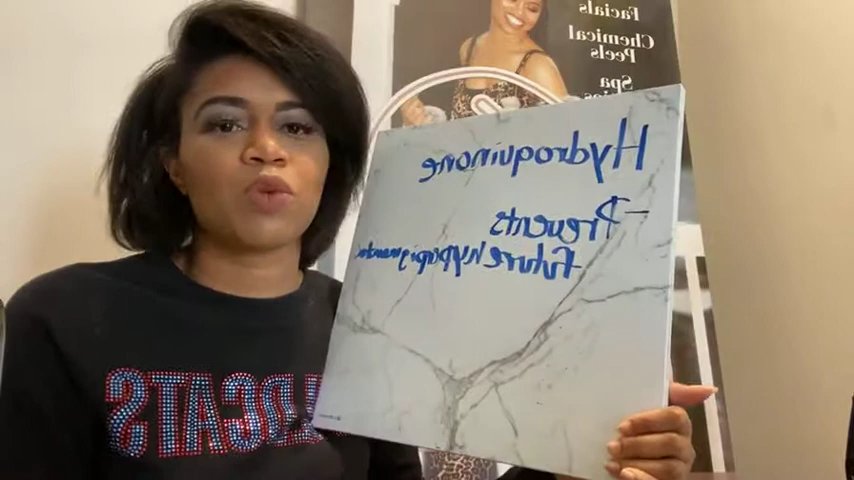 Facials
Chemical
Peels
Spa
Hydroquinone
- Prevents
future hyperpigmentation